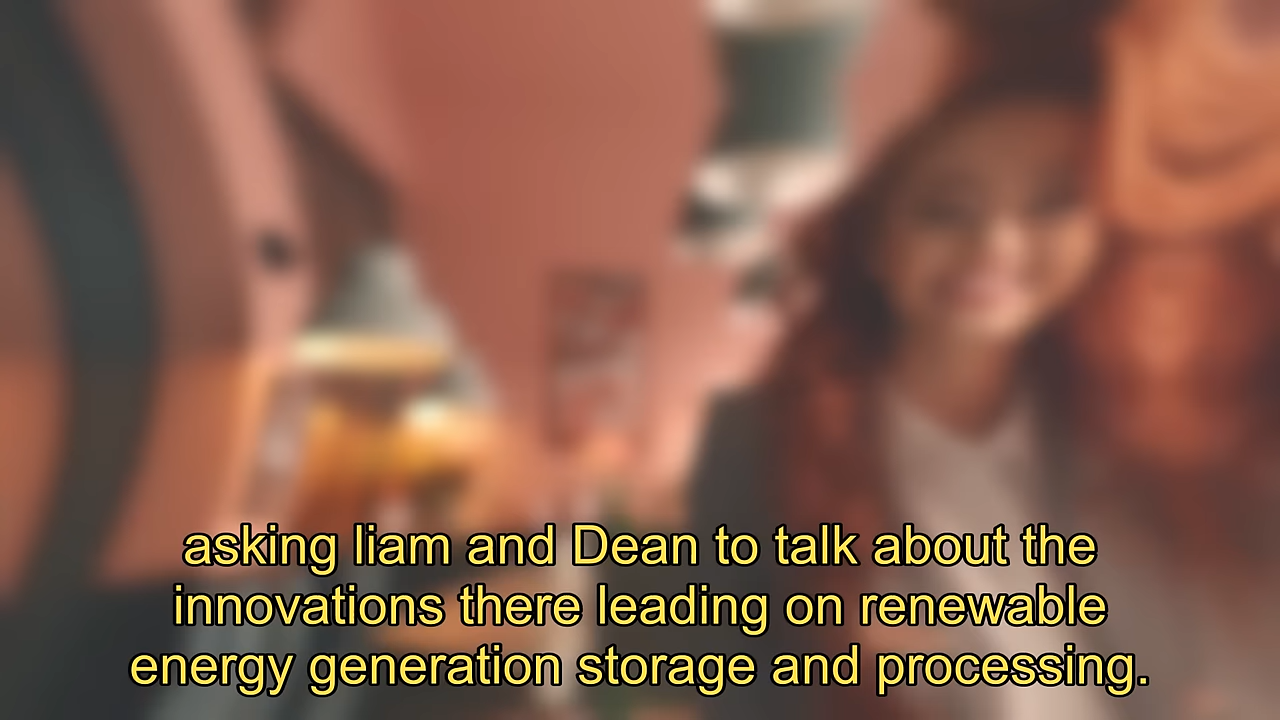 asking liam and Dean to talk about the
innovations there leading on renewable
energy generation storage and processing.